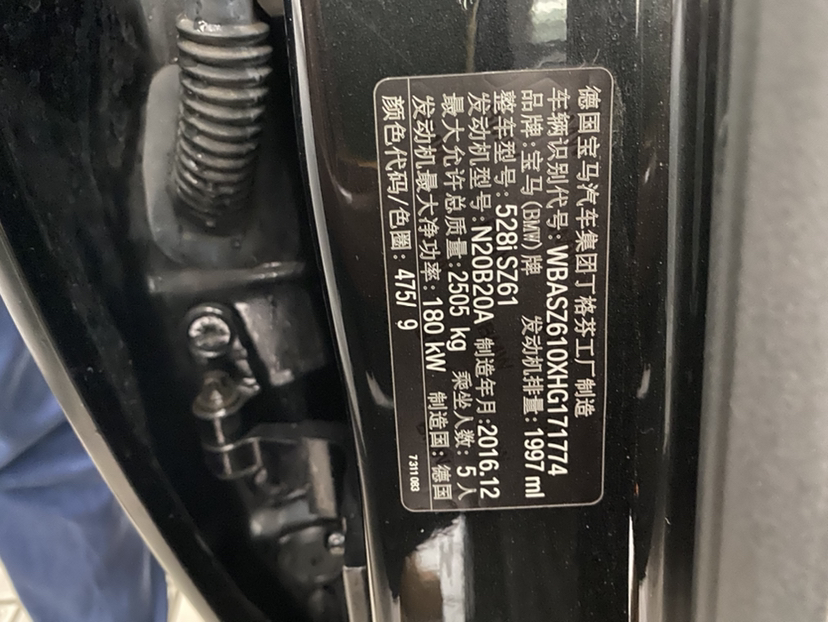 德国宝马汽车集团丁格芬工厂制造
车辆识别代号:WBASZ610XHG171774
品牌:宝马(BMW)牌 发动机排量:1997 ml
整车型号:528i SZ61
发动机型号:N20B20A 制造年月:2016.12
最大允许总质量:2505 kg 乘坐人数:5人
发动机最大净功率:180 kW 制造国:德国
颜色代码/色圈:475/ 9
7311083